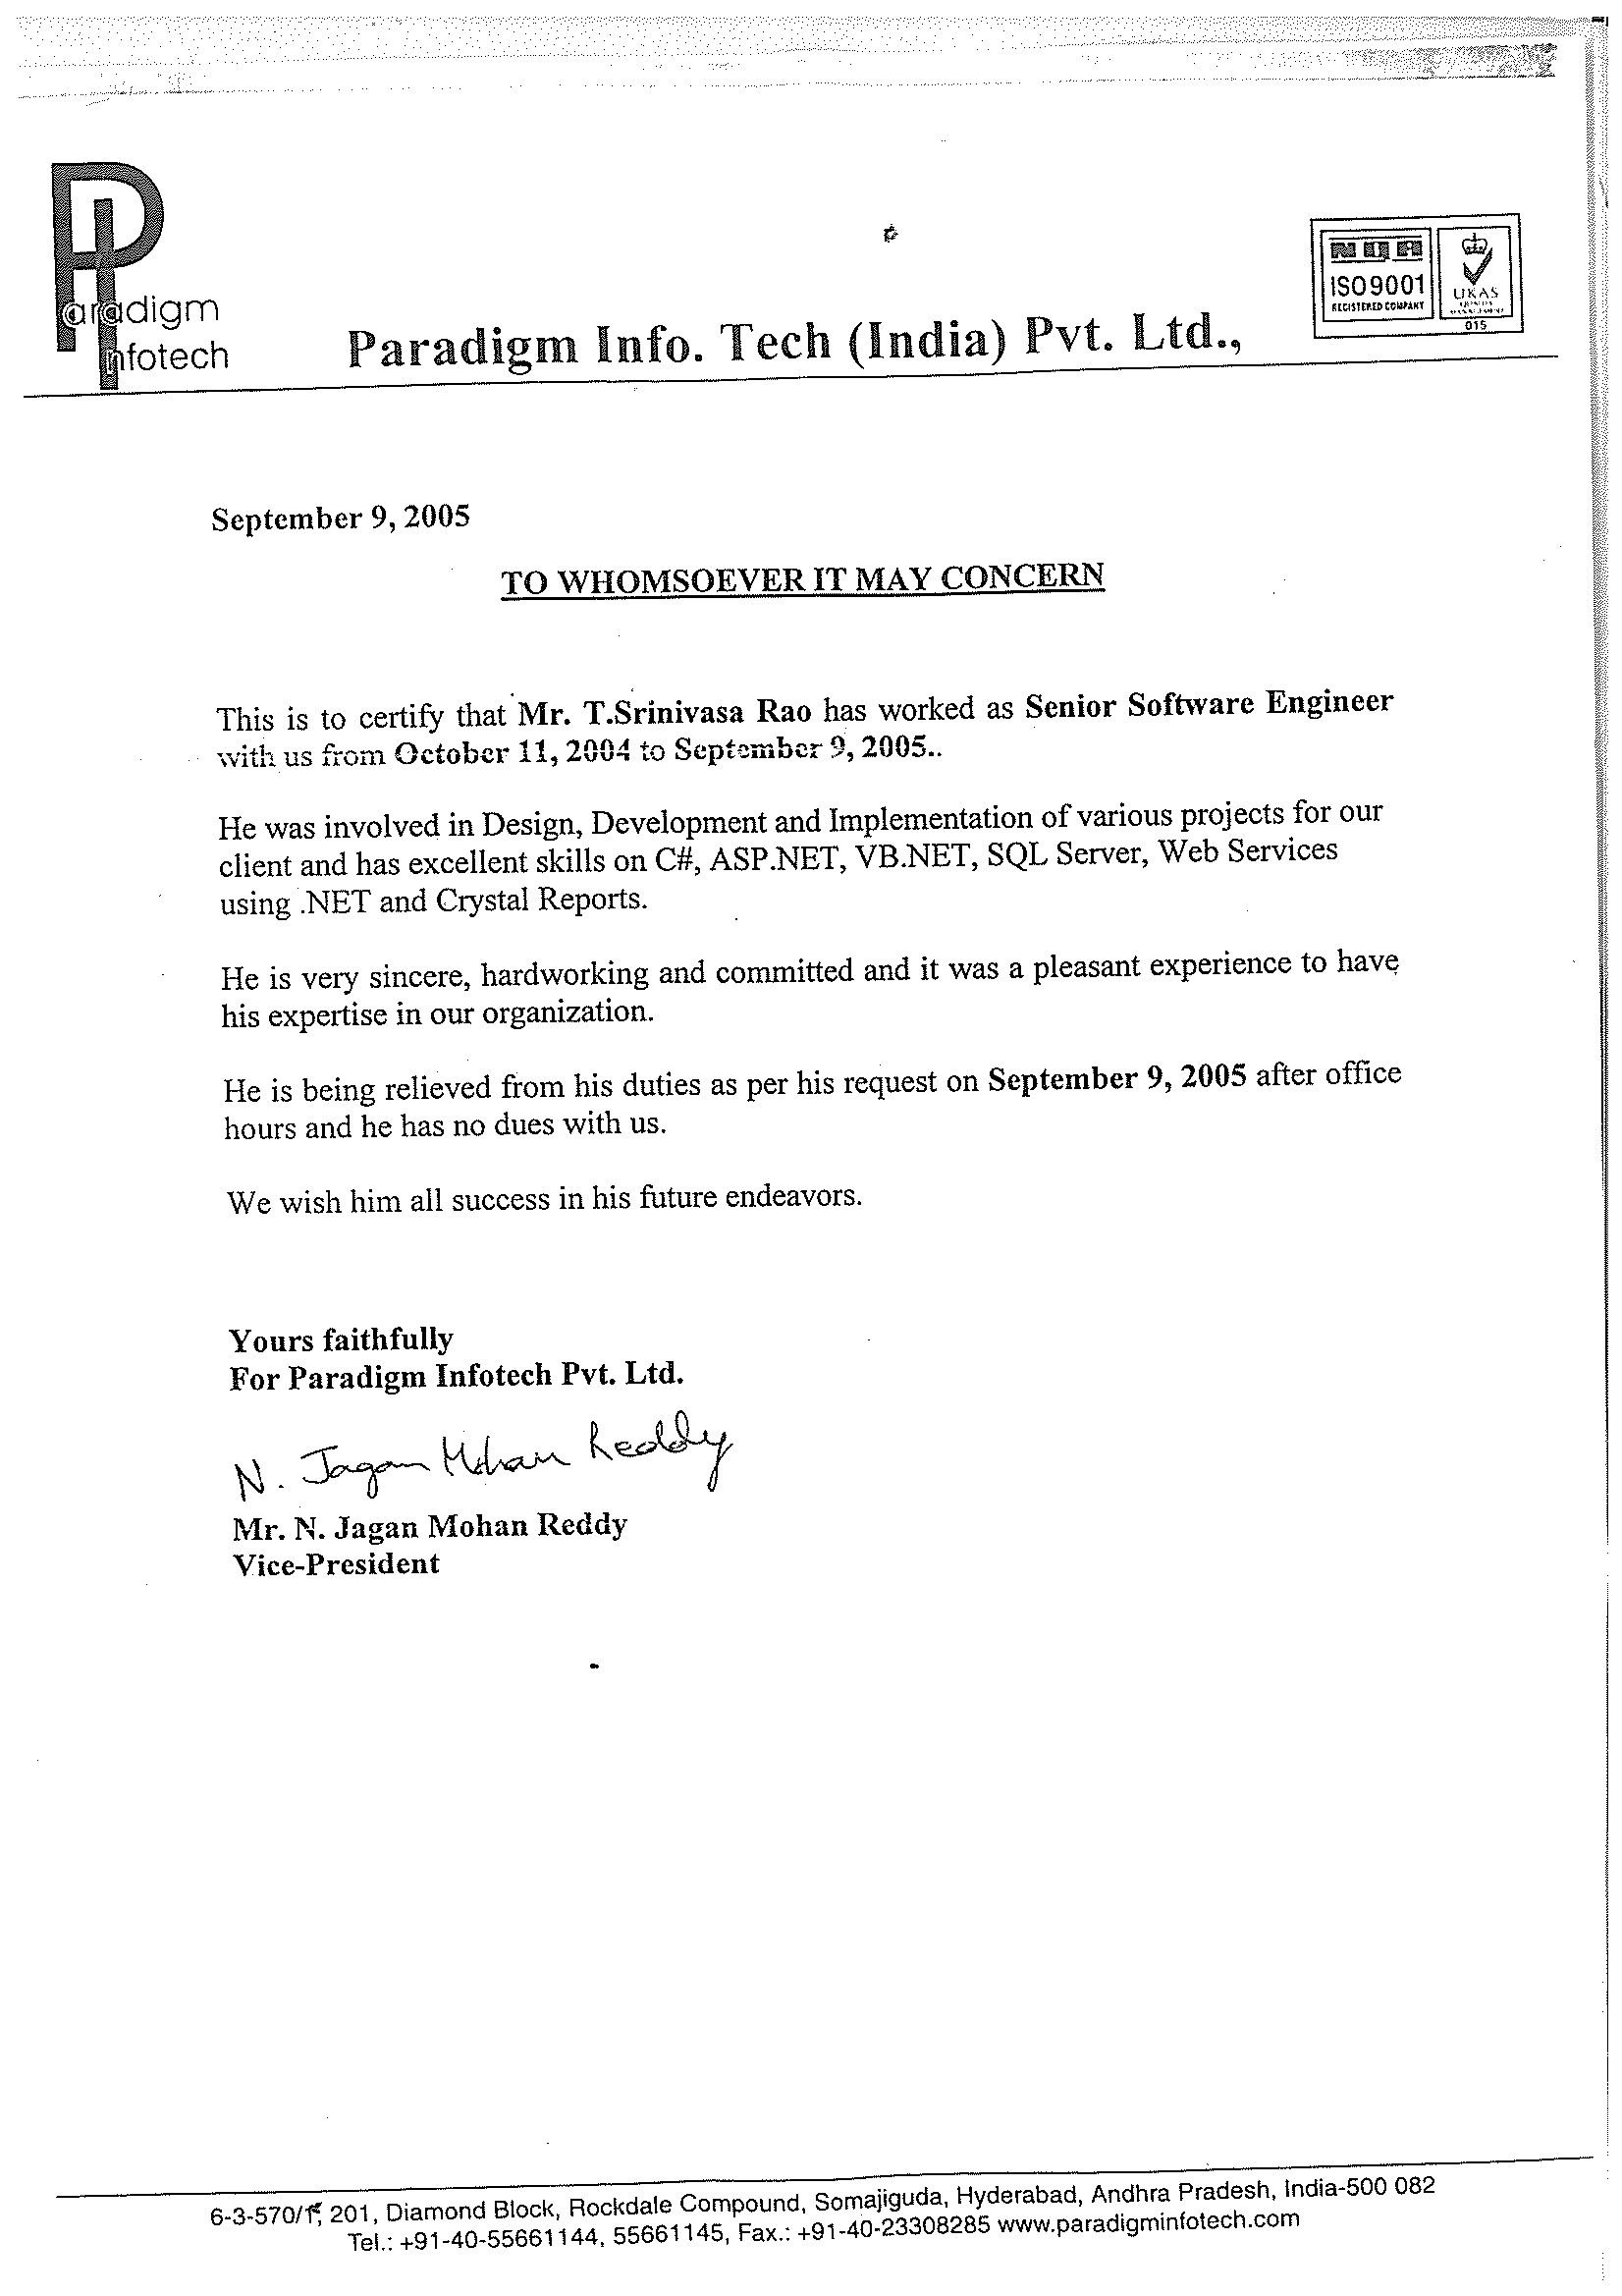 Paradigm
Infotech
Paradigm Info. Tech (India) Pvt. Ltd.,
NQA
ISO9001
REGISTERED COMPANY
UKAS
QUALITY
MANAGEMENT
015
September 9, 2005
TO WHOMSOEVER IT MAY CONCERN
This is to certify that Mr. T.Srinivasa Rao has worked as Senior Software Engineer
with us from October 11, 2004 to September 9, 2005..
He was involved in Design, Development and Implementation of various projects for our
client and has excellent skills on C#, ASP.NET, VB.NET, SQL Server, Web Services
using .NET and Crystal Reports.
He is very sincere, hardworking and committed and it was a pleasant experience to have
his expertise in our organization.
He is being relieved from his duties as per his request on September 9, 2005 after office
hours and he has no dues with us.
We wish him all success in his future endeavors.
Yours faithfully
For Paradigm Infotech Pvt. Ltd.
N. Jagan Mohan Reddy
Mr. N. Jagan Mohan Reddy
Vice-President
201, Diamond Block, Rockdale Compound, Somajiguda, Hyderabad, Andhra Pradesh, India-500 082
Tel.: +91-40-55661144, 55661145, Fax.: +91-40-23308285 www.paradigminfotech.com